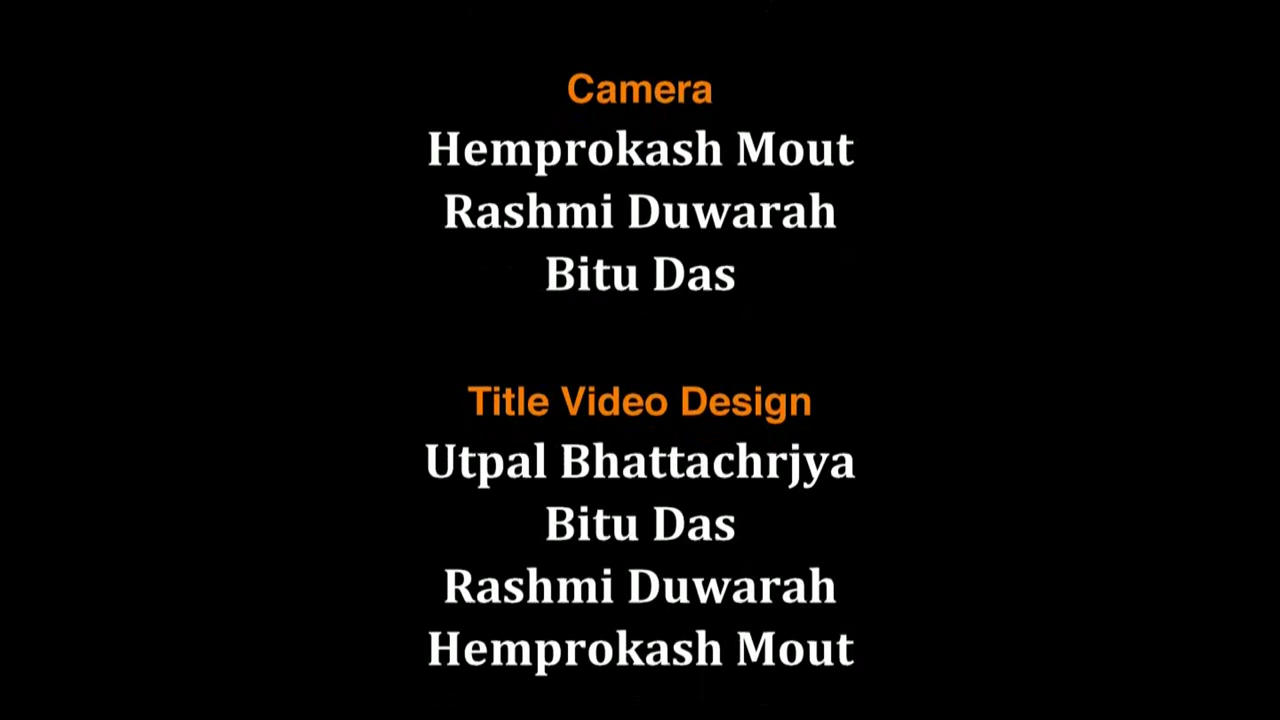 Camera
Hemprokash Mout
Rashmi Duwarah
Bitu Das
Title Video Design
Utpal Bhattachrjya
Bitu Das
Rashmi Duwarah
Hemprokash Mout